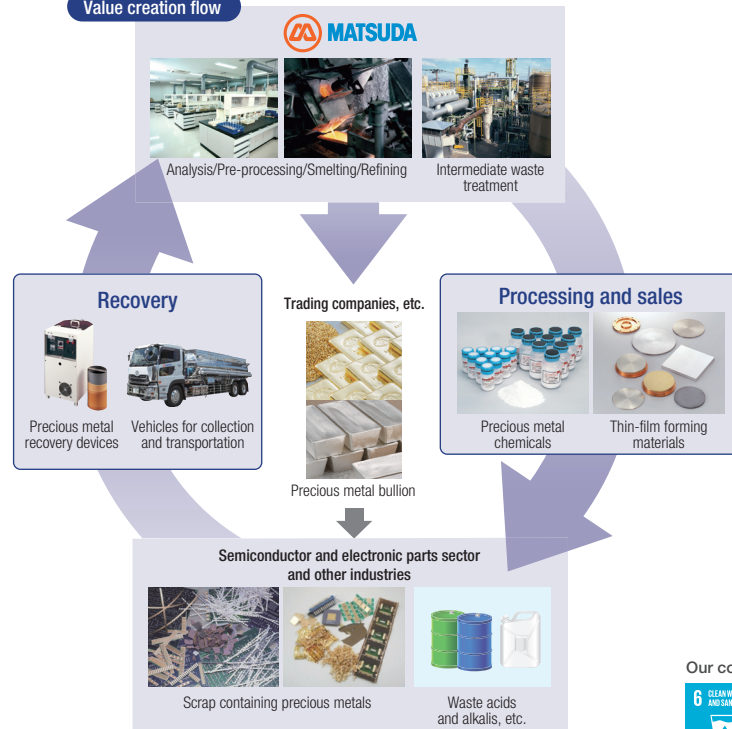 Value creation flow
MATSUDA
Analysis/Pre-processing/Smelting/Refining
Intermediate waste
treatment
Recovery
Precious metal
recovery devices
Vehicles for collection
and transportation
Trading companies, etc.
Precious metal bullion
Processing and sales
Precious metal
chemicals
Thin-film forming
materials
Semiconductor and electronic parts sector
and other industries
Scrap containing precious metals
Waste acids
and alkalis, etc.
Our co
6 CLEAN W
AND SAN